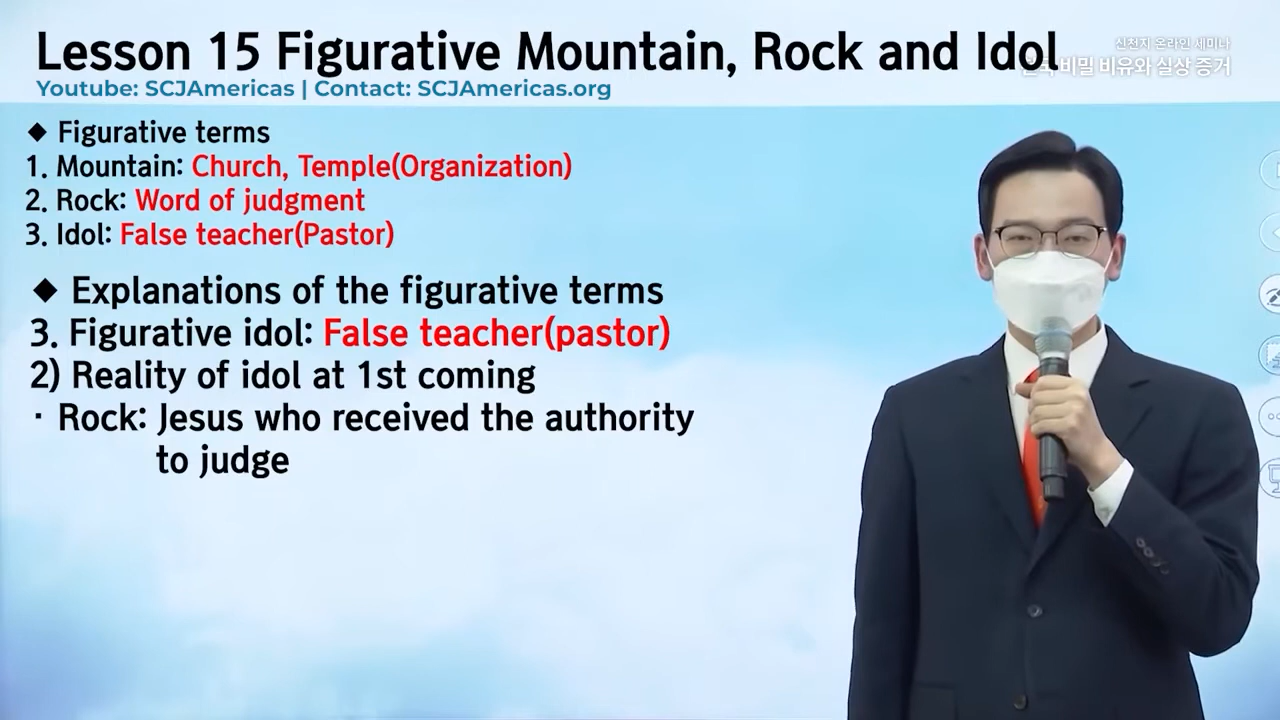 Lesson 15 Figurative Mountain, Rock and Idol
신천지 온라인 세미나
비밀 비유와 실상 증거
Youtube: SCJAmericas | Contact: SCJAmericas.org
◆ Figurative terms
1. Mountain: Church, Temple(Organization)
2. Rock: Word of judgment
3. Idol: False teacher(Pastor)
◆ Explanations of the figurative terms
3. Figurative idol: False teacher(pastor)
2) Reality of idol at 1st coming
· Rock: Jesus who received the authority
to judge